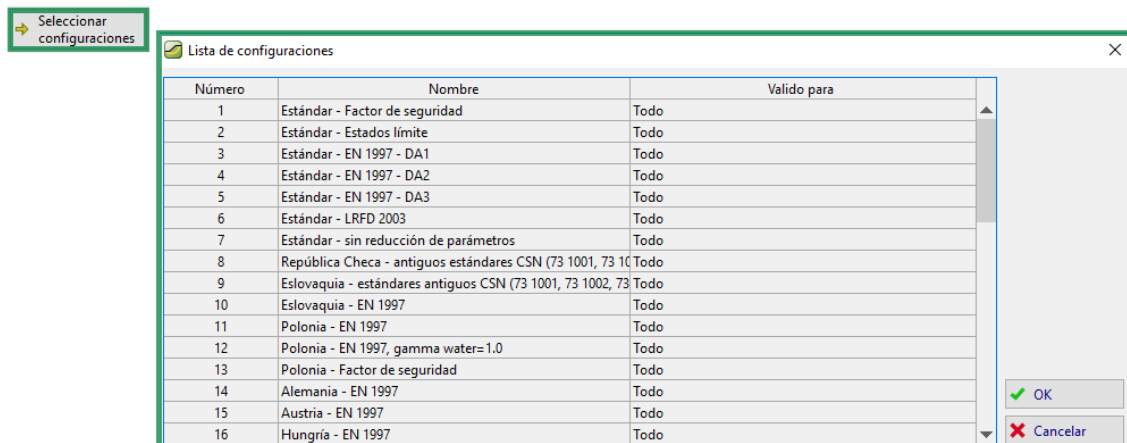 Seleccionar
configuraciones
Lista de configuraciones
Número Nombre Valido para
1 Estándar - Factor de seguridad Todo
2 Estándar - Estados límite Todo
3 Estándar - EN 1997 - DA1 Todo
4 Estándar - EN 1997 - DA2 Todo
5 Estándar - EN 1997 - DA3 Todo
6 Estándar - LRFD 2003 Todo
7 Estándar - sin reducción de parámetros Todo
8 República Checa - antiguos estándares CSN (73 1001, 73 10 Todo
9 Eslovaquia - estándares antiguos CSN (73 1001, 73 1002, 73 Todo
10 Eslovaquia - EN 1997 Todo
11 Polonia - EN 1997 Todo
12 Polonia - EN 1997, gamma water=1.0 Todo
13 Polonia - Factor de seguridad Todo
14 Alemania - EN 1997 Todo
15 Austria - EN 1997 Todo
16 Hungría - EN 1997 Todo
OK
Cancelar